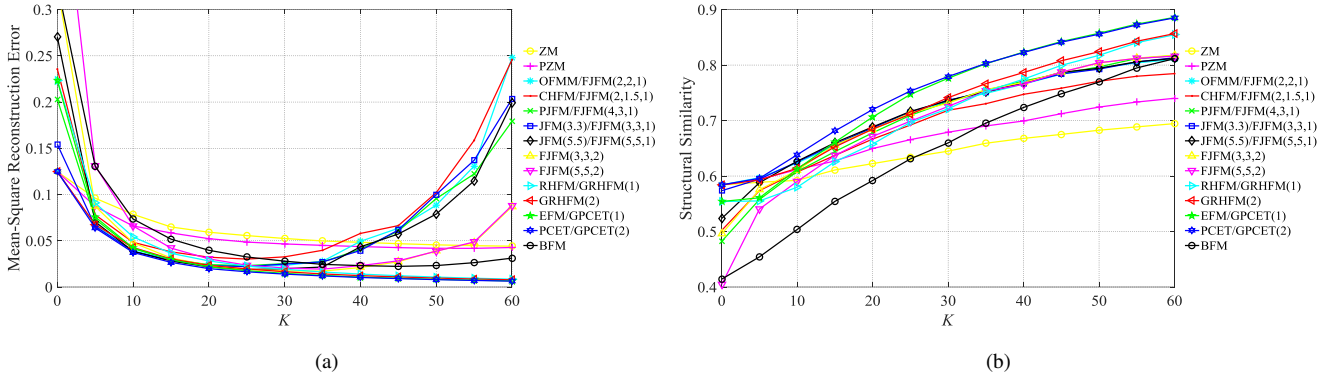 Mean-Square Reconstruction Error
0.3
0.25
0.2
0.15
0.1
0.05
0
0 10 20 30 40 50 60
K
ZM
PZM
OFMM/FJFM(2,2,1)
CHFM/FJFM(2,1.5,1)
PJFM/FJFM(4,3,1)
JFM(3.3)/FJFM(3,3,1)
JFM(5.5)/FJFM(5,5,1)
FJFM(3,3,2)
FJFM(5,5,2)
RHFM/GRHFM(1)
GRHFM(2)
EFM/GPCET(1)
PCET/GPCET(2)
BFM
(a)
Structural Similarity
0.9
0.8
0.7
0.6
0.5
0.4
0 10 20 30 40 50 60
K
ZM
PZM
OFMM/FJFM(2,2,1)
CHFM/FJFM(2,1.5,1)
PJFM/FJFM(4,3,1)
JFM(3.3)/FJFM(3,3,1)
JFM(5.5)/FJFM(5,5,1)
FJFM(3,3,2)
FJFM(5,5,2)
RHFM/GRHFM(1)
GRHFM(2)
EFM/GPCET(1)
PCET/GPCET(2)
BFM
(b)